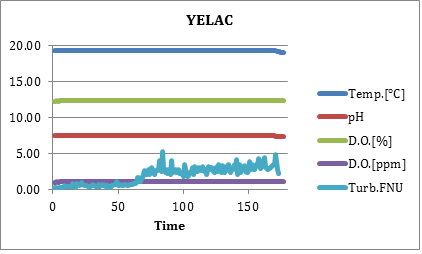 YELAC
20.00
15.00
10.00
5.00
0.00
0 50 100 150
Time
Temp.[°C]
pH
D.O.[%]
D.O.[ppm]
Turb.FNU